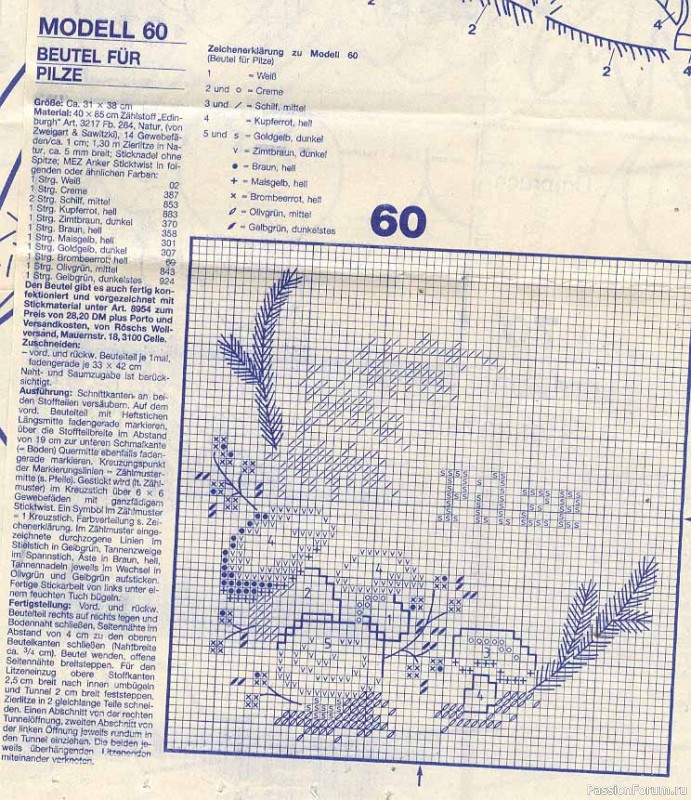 MODELL 60
BEUTEL FÜR
PILZE
Größe: Ca. 31 × 38 cm
Material: 40 × 85 cm Zählstoff „Edin-
burgh" Art. 3217 Fb. 264, Natur, (von
Zweigart & Sawitzki), 14 Gewebefä-
den/ca. 1 cm; 1,30 m Zierlitze in Na-
tur, ca. 5 mm breit; Sticknadel ohne
Spitze; MEZ Anker Sticktwist in fol-
genden oder ähnlichen Farben:
1 Strg. Weiß 02
1 Strg. Creme 387
2 Strg. Schilf, mittel 853
1 Strg. Kupferrot, hell 883
1 Strg. Zimtbraun, dunkel 370
1 Strg. Braun, hell 358
1 Strg. Maisgelb, hell 301
1 Strg. Goldgelb, dunkel 307
1 Strg. Brombeerrot, hell 69
1 Strg. Olivgrün, mittel 843
1 Strg. Gelbgrün, dunkelstes 924
Den Beutel gibt es auch fertig kon-
fektioniert und vorgezeichnet mit
Stickmaterial unter Art. 8954 zum
Preis von 28,20 DM plus Porto und
Versandkosten, von Röschs Woll-
versand, Mauernstr. 18, 3100 Celle.
Zuschneiden:
– vord. und rückw. Beutelteil je 1mal,
fadengerade je 33 × 42 cm
Naht- und Saumzugabe ist berück-
sichtigt.
Ausführung: Schnittkanten an bei-
den Stoffteilen versäubern. Auf dem
vord. Beutelteil mit Heftstichen
Längsmitte fadengerade markieren,
über die Stoffteilbreite im Abstand
von 19 cm zur unteren Schmalkante
(= Boden) Quermitte ebenfalls faden-
gerade markieren. Kreuzungspunkt
der Markierungslinien = Zählmuster-
mitte (s. Pfeile). Gestickt wird (lt. Zähl-
muster) im Kreuzstich über 6 × 6
Gewebefäden mit ganzfädigem
Sticktwist. Ein Symbol im Zählmuster
= 1 Kreuzstich, Farbverteilung s. Zei-
chenerklärung. Im Zählmuster einge-
zeichnete durchzogene Linien im
Stielstich in Gelbgrün, Tannenzweige
im Spannstich, Äste in Braun, hell,
Tannennadeln jeweils im Wechsel in
Olivgrün und Gelbgrün aufsticken.
Fertige Stickarbeit von links unter ei-
nem feuchten Tuch bügeln.
Fertigstellung: Vord. und rückw.
Beutelteil rechts auf rechts legen und
Bodennaht schließen, Seitennähte im
Abstand von 4 cm zu den oberen
Beutelkanten schließen (Nahtbreite
ca. ¾ cm). Beutel wenden, offene
Seitennähte breitsteppen. Für den
Litzeneinzug obere Stoffkanten
2,5 cm breit nach innen umbügeln
und Tunnel 2 cm breit feststeppen.
Zierlitze in 2 gleichlange Teile schnei-
den. Einen Abschnitt von der rechten
Tunnelöffnung, zweiten Abschnitt von
der linken Öffnung jeweils rundum in
den Tunnel einziehen. Die beiden je-
weils überhängenden Litzenenden
miteinander verknoten.
Zeichenerklärung zu Modell 60
(Beutel für Pilze)
1 = Weiß
2 und o = Creme
3 und ∕ = Schilf, mittel
4 = Kupferrot, hell
5 und s = Goldgelb, dunkel
v = Zimtbraun, dunkel
● = Braun, hell
+ = Maisgelb, hell
× = Brombeerrot, hell
= Olivgrün, mittel
= Gelbgrün, dunkelstes
60
2
2
4
4
4
4
2
1
5
3
4
PassionForum.ru